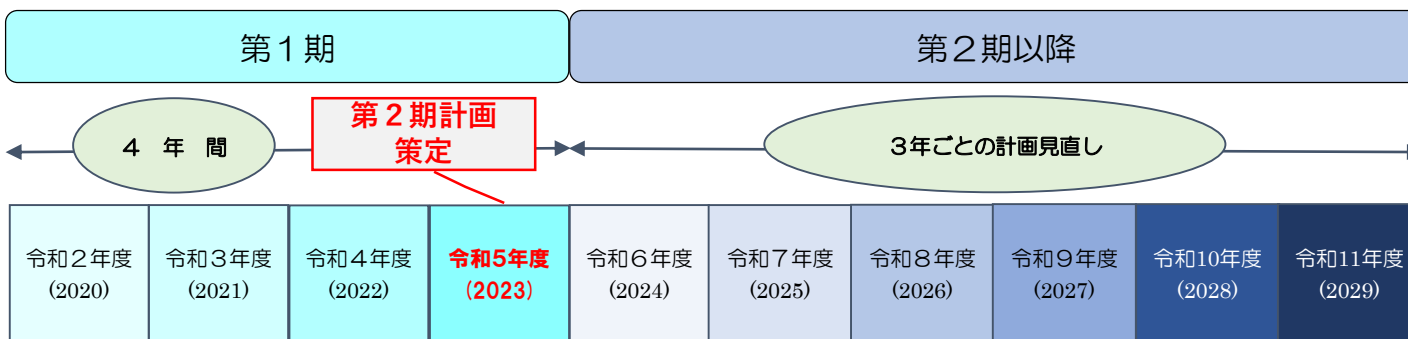 第１期
第２期以降
４　年　間
第２期計画
策定
３年ごとの計画見直し
令和２年度
(2020)
令和３年度
(2021)
令和４年度
(2022)
令和5年度
(2023)
令和６年度
(2024)
令和７年度
(2025)
令和８年度
(2026)
令和９年度
(2027)
令和10年度
(2028)
令和11年度
(2029)